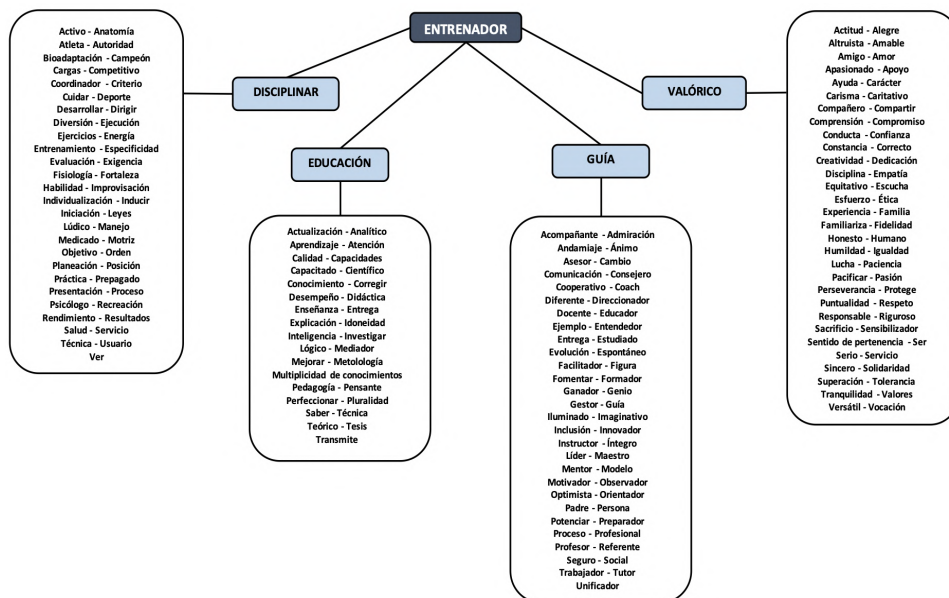 ENTRENADOR
DISCIPLINAR
Activo - Anatomía
Atleta - Autoridad
Bioadaptación - Campeón
Cargas - Competitivo
Coordinador - Criterio
Cuidar - Deporte
Desarrollar - Dirigir
Diversión - Ejecución
Ejercicios - Energía
Entrenamiento - Especificidad
Evaluación - Exigencia
Fisiología - Fortaleza
Habilidad - Improvisación
Individualización - Inducir
Iniciación - Leyes
Lúdico - Manejo
Medicado - Motriz
Objetivo - Orden
Planeación - Posición
Práctica - Prepagado
Presentación - Proceso
Psicólogo - Recreación
Rendimiento - Resultados
Salud - Servicio
Técnica - Usuario
Ver
EDUCACIÓN
Actualización - Analítico
Aprendizaje - Atención
Calidad - Capacidades
Capacitado - Científico
Conocimiento - Corregir
Desempeño - Didáctica
Enseñanza - Entrega
Explicación - Idoneidad
Inteligencia - Investigar
Lógico - Mediador
Mejorar - Metolología
Multiplicidad de conocimientos
Pedagogía - Pensante
Perfeccionar - Pluralidad
Saber - Técnica
Teórico - Tesis
Transmite
GUÍA
Acompañante - Admiración
Andamiaje - Ánimo
Asesor - Cambio
Comunicación - Consejero
Cooperativo - Coach
Diferente - Direccionador
Docente - Educador
Ejemplo - Entendedor
Entrega - Estudiado
Evolución - Espontáneo
Facilitador - Figura
Fomentar - Formador
Ganador - Genio
Gestor - Guía
Iluminado - Imaginativo
Inclusión - Innovador
Instructor - Íntegro
Líder - Maestro
Mentor - Modelo
Motivador - Observador
Optimista - Orientador
Padre - Persona
Potenciar - Preparador
Proceso - Profesional
Profesor - Referente
Seguro - Social
Trabajador - Tutor
Unificador
VALÓRICO
Actitud - Alegre
Altruista - Amable
Amigo - Amor
Apasionado - Apoyo
Ayuda - Carácter
Carisma - Caritativo
Compañero - Compartir
Comprensión - Compromiso
Conducta - Confianza
Constancia - Correcto
Creatividad - Dedicación
Disciplina - Empatía
Equitativo - Escucha
Esfuerzo - Ética
Experiencia - Familia
Familiariza - Fidelidad
Honesto - Humano
Humildad - Igualdad
Lucha - Paciencia
Pacificar - Pasión
Perseverancia - Protege
Puntualidad - Respeto
Responsable - Riguroso
Sacrificio - Sensibilizador
Sentido de pertenencia - Ser
Serio - Servicio
Sincero - Solidaridad
Superación - Tolerancia
Tranquilidad - Valores
Versátil - Vocación